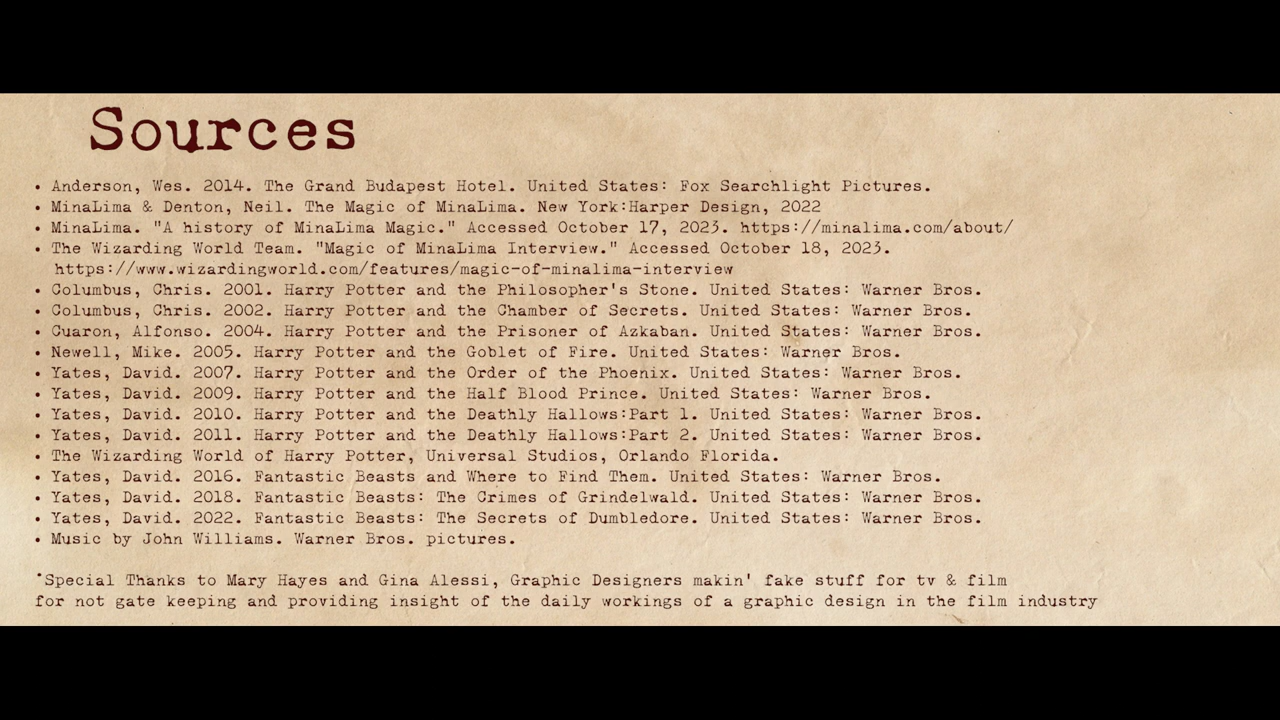 Sources
• Anderson, Wes. 2014. The Grand Budapest Hotel. United States: Fox Searchlight Pictures.
• MinaLima & Denton, Neil. The Magic of MinaLima. New York:Harper Design, 2022
• MinaLima. "A history of MinaLima Magic." Accessed October 17, 2023. https://minalima.com/about/
• The Wizarding World Team. "Magic of MinaLima Interview." Accessed October 18, 2023.
https://www.wizardingworld.com/features/magic-of-minalima-interview
• Columbus, Chris. 2001. Harry Potter and the Philosopher's Stone. United States: Warner Bros.
• Columbus, Chris. 2002. Harry Potter and the Chamber of Secrets. United States: Warner Bros.
• Cuaron, Alfonso. 2004. Harry Potter and the Prisoner of Azkaban. United States: Warner Bros.
• Newell, Mike. 2005. Harry Potter and the Goblet of Fire. United States: Warner Bros.
• Yates, David. 2007. Harry Potter and the Order of the Phoenix. United States: Warner Bros.
• Yates, David. 2009. Harry Potter and the Half Blood Prince. United States: Warner Bros.
• Yates, David. 2010. Harry Potter and the Deathly Hallows:Part 1. United States: Warner Bros.
• Yates, David. 2011. Harry Potter and the Deathly Hallows:Part 2. United States: Warner Bros.
• The Wizarding World of Harry Potter, Universal Studios, Orlando Florida.
• Yates, David. 2016. Fantastic Beasts and Where to Find Them. United States: Warner Bros.
• Yates, David. 2018. Fantastic Beasts: The Crimes of Grindelwald. United States: Warner Bros.
• Yates, David. 2022. Fantastic Beasts: The Secrets of Dumbledore. United States: Warner Bros.
• Music by John Williams. Warner Bros. pictures.
*Special Thanks to Mary Hayes and Gina Alessi, Graphic Designers makin' fake stuff for tv & film
for not gate keeping and providing insight of the daily workings of a graphic design in the film industry